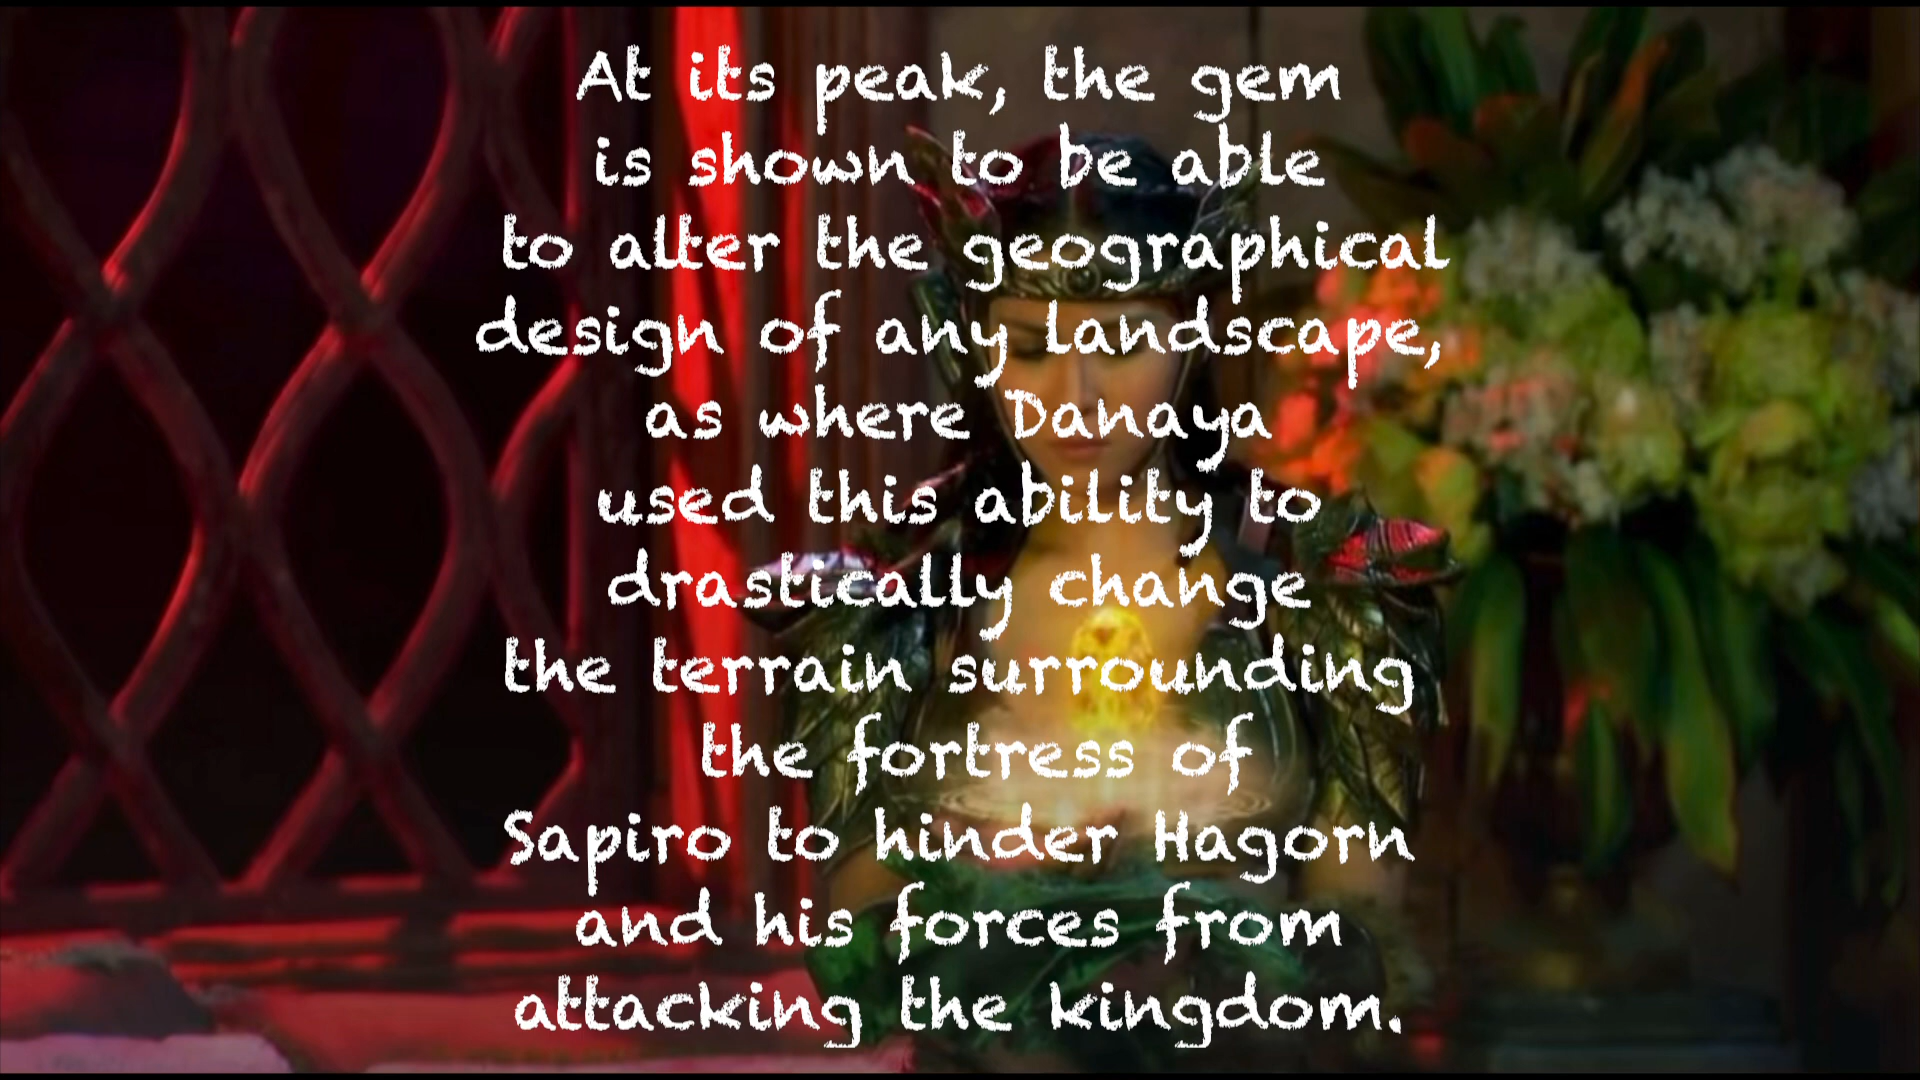 At its peak, the gem
is shown to be able
to alter the geographical
design of any landscape,
as where Danaya
used this ability to
drastically change
the terrain surrounding
the fortress of
Sapiro to hinder Hagorn
and his forces from
attacking the kingdom.